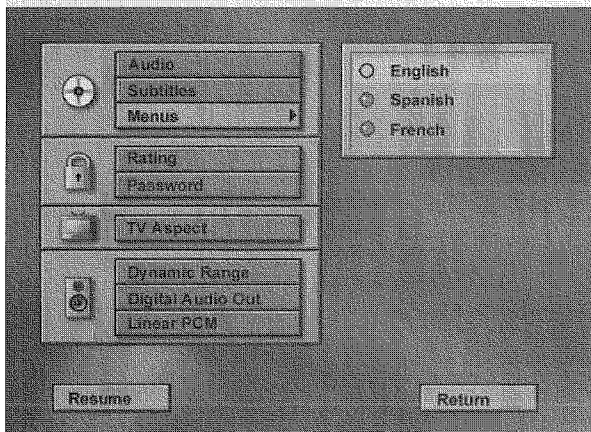 Audio
Subtitles
Menus
Rating
Password
TV Aspect
Dynamic Range
Digital Audio Out
Linear PCM
English
Spanish
French
Resume
Return